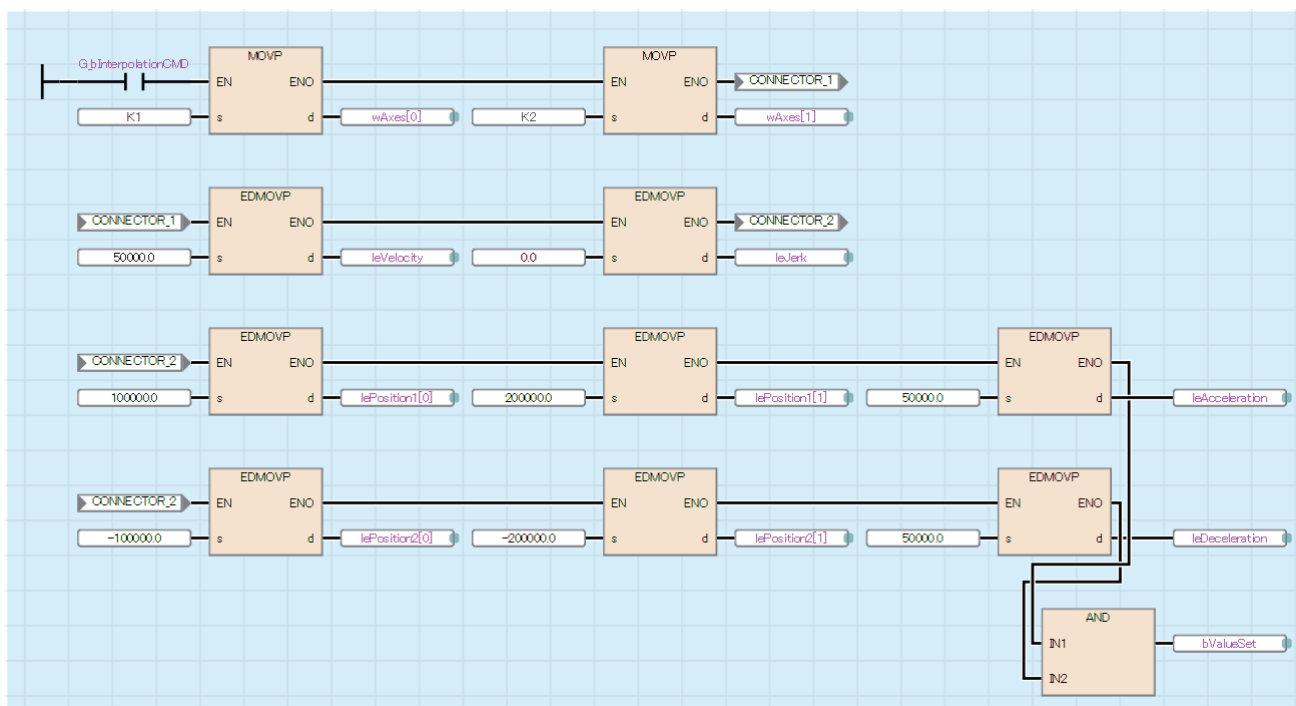 G_bInterpolationCMD
MOVP MOVP
EN ENO EN ENO CONNECTOR_1
K1 s d wAxes[0] K2 s d wAxes[1]
EDMOVP EDMOVP
CONNECTOR_1 EN ENO EN ENO CONNECTOR_2
50000.0 s d leVelocity 0.0 s d leJerk
EDMOVP EDMOVP EDMOVP
CONNECTOR_2 EN ENO EN ENO EN ENO
100000.0 s d lePosition1[0] 200000.0 s d lePosition1[1] 50000.0 s d leAcceleration
EDMOVP EDMOVP EDMOVP
CONNECTOR_2 EN ENO EN ENO EN ENO
-100000.0 s d lePosition2[0] -200000.0 s d lePosition2[1] 50000.0 s d leDeceleration
AND
IN1 bValueSet
IN2